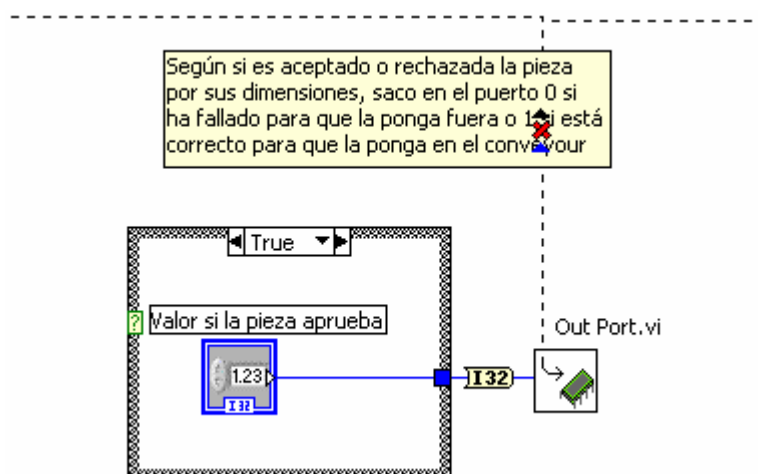 Según si es aceptado o rechazada la pieza
por sus dimensiones, saco en el puerto 0 si
ha fallado para que la ponga fuera o 1 si está
correcto para que la ponga en el conveyour
True
?
Valor si la pieza aprueba
Out Port.vi
1.23
I32
I32